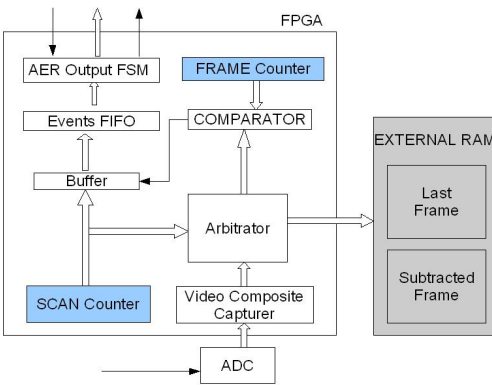 FPGA
AER Output FSM
FRAME Counter
Events FIFO
COMPARATOR
EXTERNAL RAM
Buffer
Last
Frame
Arbitrator
Subtracted
Frame
SCAN Counter
Video Composite
Capturer
ADC